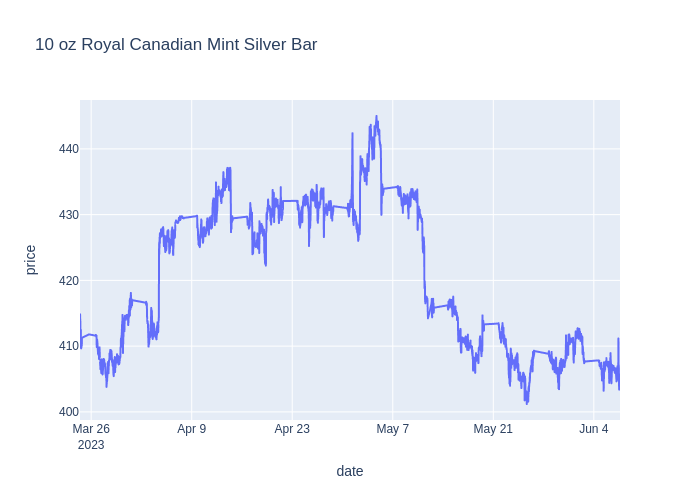 10 oz Royal Canadian Mint Silver Bar
price
440
430
420
410
400
Mar 26
2023
Apr 9
Apr 23
May 7
May 21
Jun 4
date